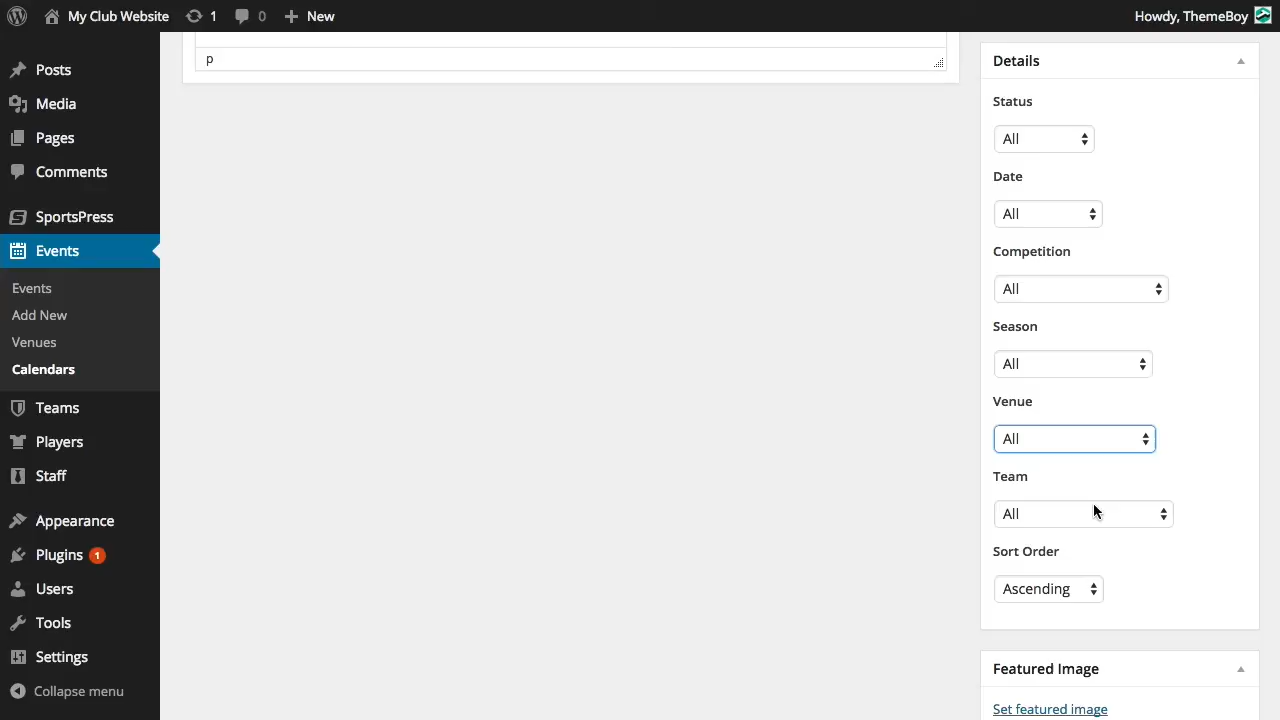 My Club Website
1
0
New
Howdy, ThemeBoy
Posts
Media
Pages
Comments
SportsPress
Events
Events
Add New
Venues
Calendars
Teams
Players
Staff
Appearance
Plugins 1
Users
Tools
Settings
Collapse menu
p
Details
Status
All
Date
All
Competition
All
Season
All
Venue
All
Team
All
Sort Order
Ascending
Featured Image
Set featured image